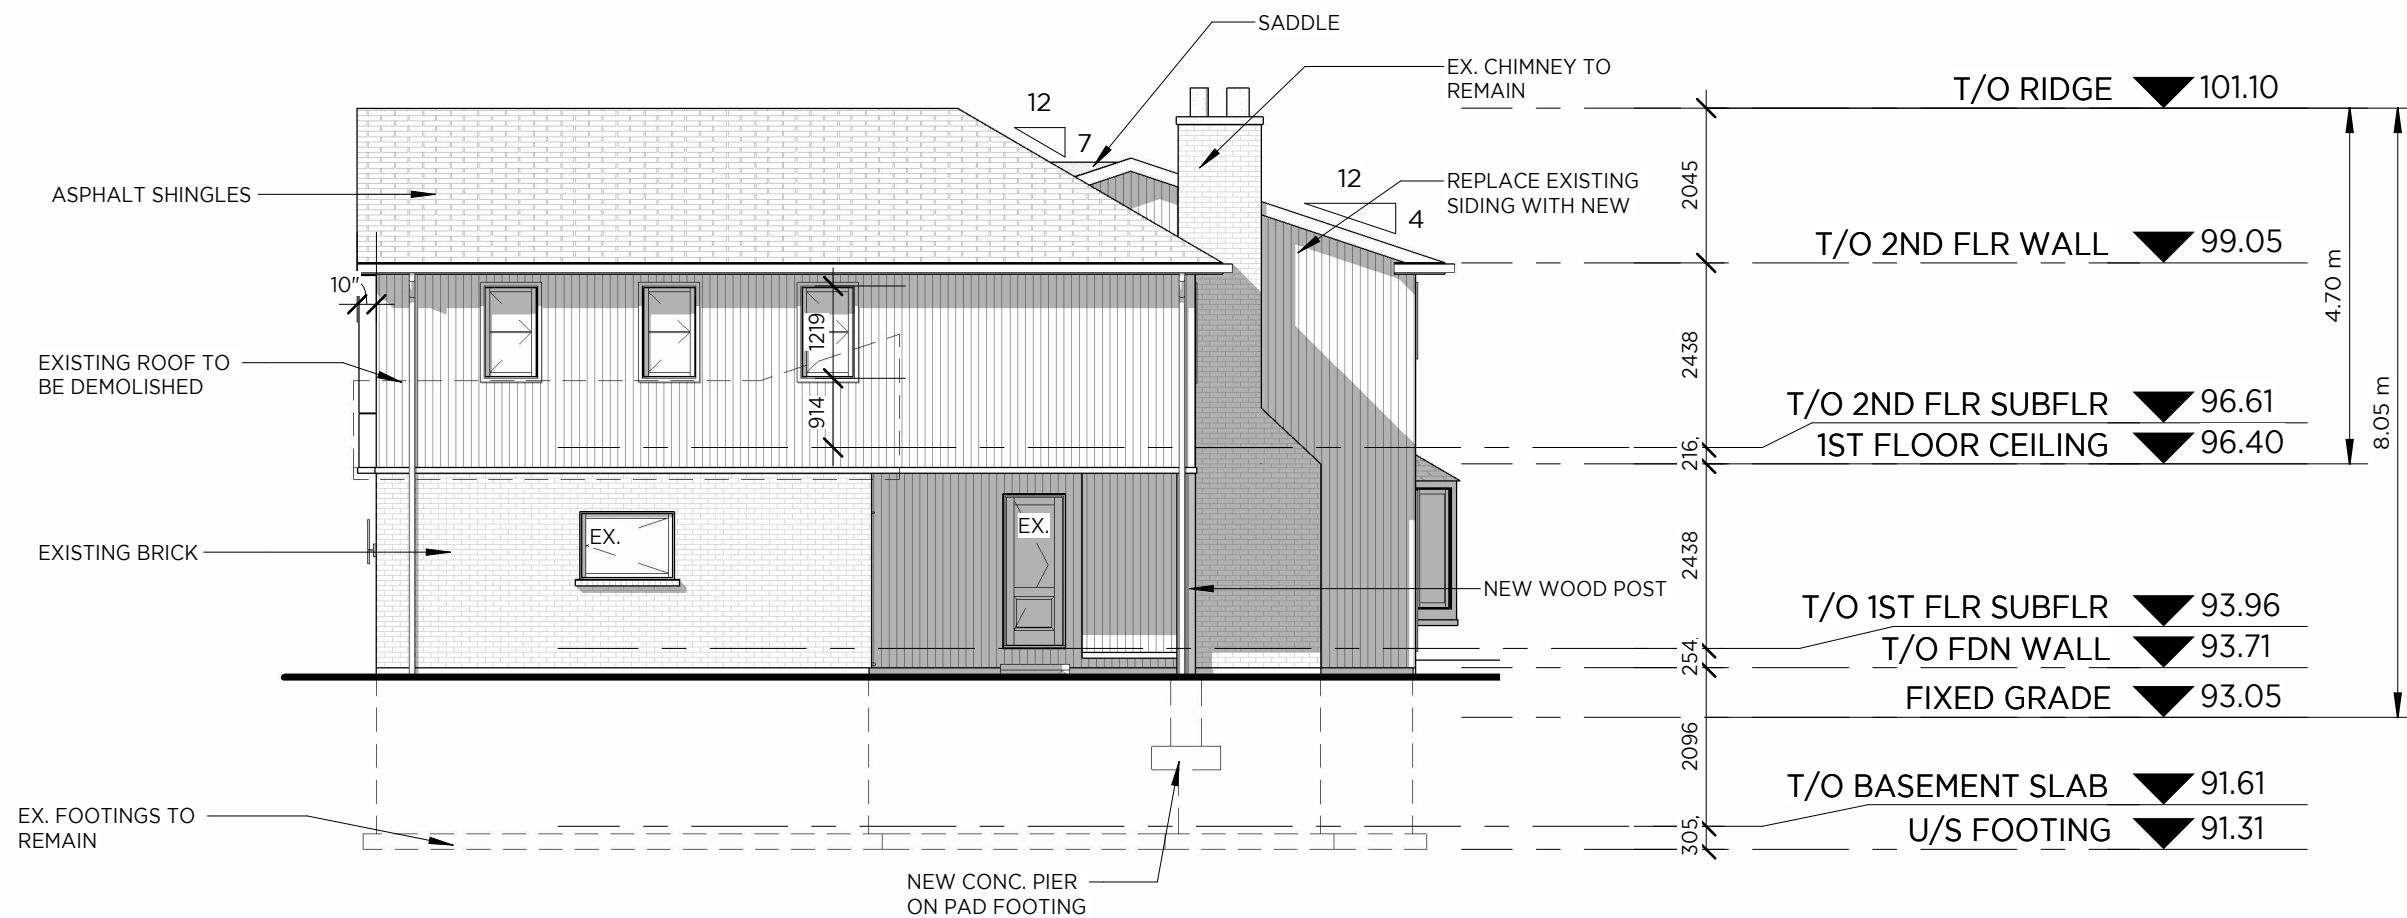 SADDLE
EX. CHIMNEY TO
REMAIN
T/O RIDGE 101.10
12
7
ASPHALT SHINGLES
REPLACE EXISTING
SIDING WITH NEW
12
4
2045
T/O 2ND FLR WALL 99.05
10"
4.70 m
1219
2438
EXISTING ROOF TO
BE DEMOLISHED
914
T/O 2ND FLR SUBFLR 96.61
8.05 m
216
1ST FLOOR CEILING 96.40
EX.
EX.
EXISTING BRICK
2438
NEW WOOD POST
T/O 1ST FLR SUBFLR 93.96
254
T/O FDN WALL 93.71
FIXED GRADE 93.05
2096
T/O BASEMENT SLAB 91.61
EX. FOOTINGS TO
REMAIN
305
U/S FOOTING 91.31
NEW CONC. PIER
ON PAD FOOTING